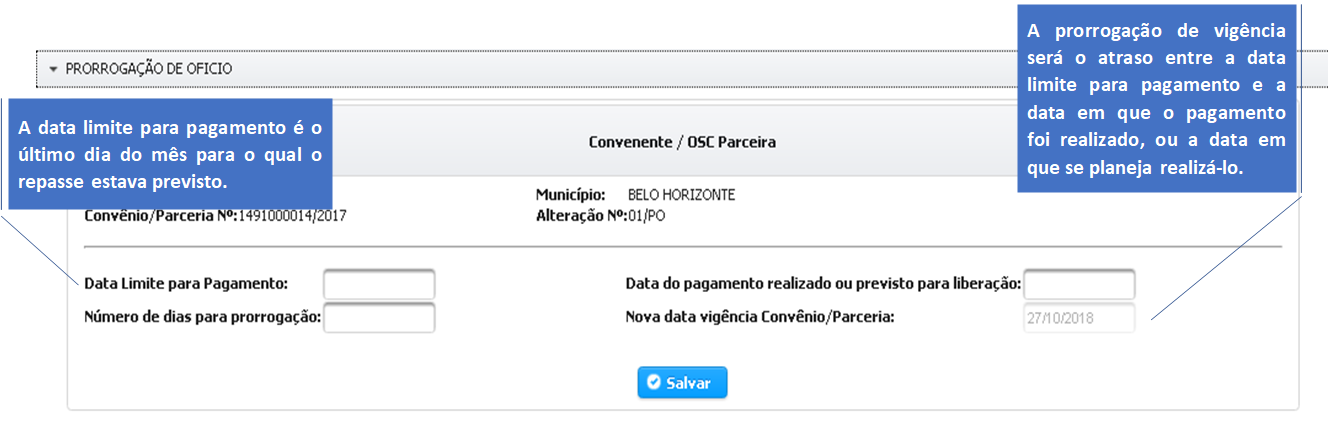 A prorrogação de vigência
será o atraso entre a data
limite para pagamento e a
data em que o pagamento
foi realizado, ou a data em
que se planeja realizá-lo.
PRORROGAÇÃO DE OFICIO
A data limite para pagamento é o
último dia do mês para o qual o
repasse estava previsto.
Convenente / OSC Parceira
Município: BELO HORIZONTE
Convênio/Parceria Nº:1491000014/2017 Alteração Nº:01/PO
Data Limite para Pagamento: Data do pagamento realizado ou previsto para liberação:
Número de dias para prorrogação: Nova data vigência Convênio/Parceria: 27/10/2018
Salvar